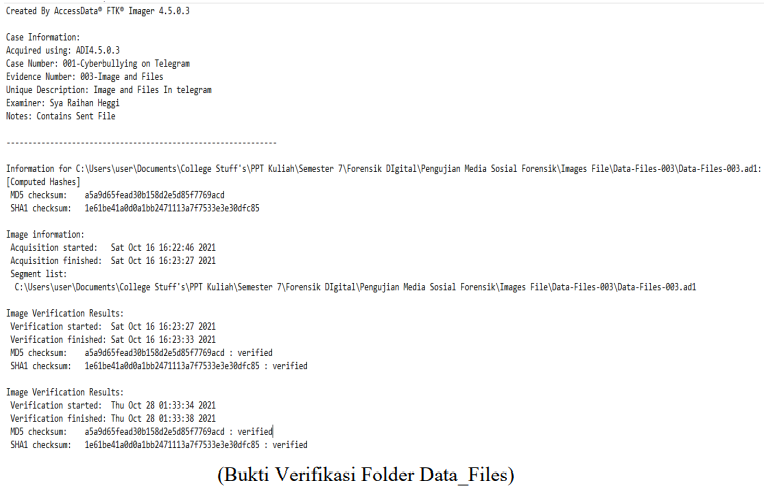 Created By AccessData® FTK® Imager 4.5.0.3
Case Information:
Acquired using: ADI4.5.0.3
Case Number: 001-Cyberbullying on Telegram
Evidence Number: 003-Image and Files
Unique Description: Image and Files In telegram
Examiner: Sya Raihan Heggi
Notes: Contains Sent File
--------------------------------------------------------------
Information for C:\Users\user\Documents\College Stuff's\PPT Kuliah\Semester 7\Forensik DIgital\Pengujian Media Sosial Forensik\Images File\Data-Files-003\Data-Files-003.ad1:
[Computed Hashes]
MD5 checksum: a5a9d65fead30b158d2e5d85f7769acd
SHA1 checksum: 1e61be41a0d0a1bb2471113a7f7533e3e30dfc85
Image information:
Acquisition started: Sat Oct 16 16:22:46 2021
Acquisition finished: Sat Oct 16 16:23:27 2021
Segment list:
C:\Users\user\Documents\College Stuff's\PPT Kuliah\Semester 7\Forensik DIgital\Pengujian Media Sosial Forensik\Images File\Data-Files-003\Data-Files-003.ad1
Image Verification Results:
Verification started: Sat Oct 16 16:23:27 2021
Verification finished: Sat Oct 16 16:23:33 2021
MD5 checksum: a5a9d65fead30b158d2e5d85f7769acd : verified
SHA1 checksum: 1e61be41a0d0a1bb2471113a7f7533e3e30dfc85 : verified
Image Verification Results:
Verification started: Thu Oct 28 01:33:34 2021
Verification finished: Thu Oct 28 01:33:38 2021
MD5 checksum: a5a9d65fead30b158d2e5d85f7769acd : verified
SHA1 checksum: 1e61be41a0d0a1bb2471113a7f7533e3e30dfc85 : verified
(Bukti Verifikasi Folder Data_Files)